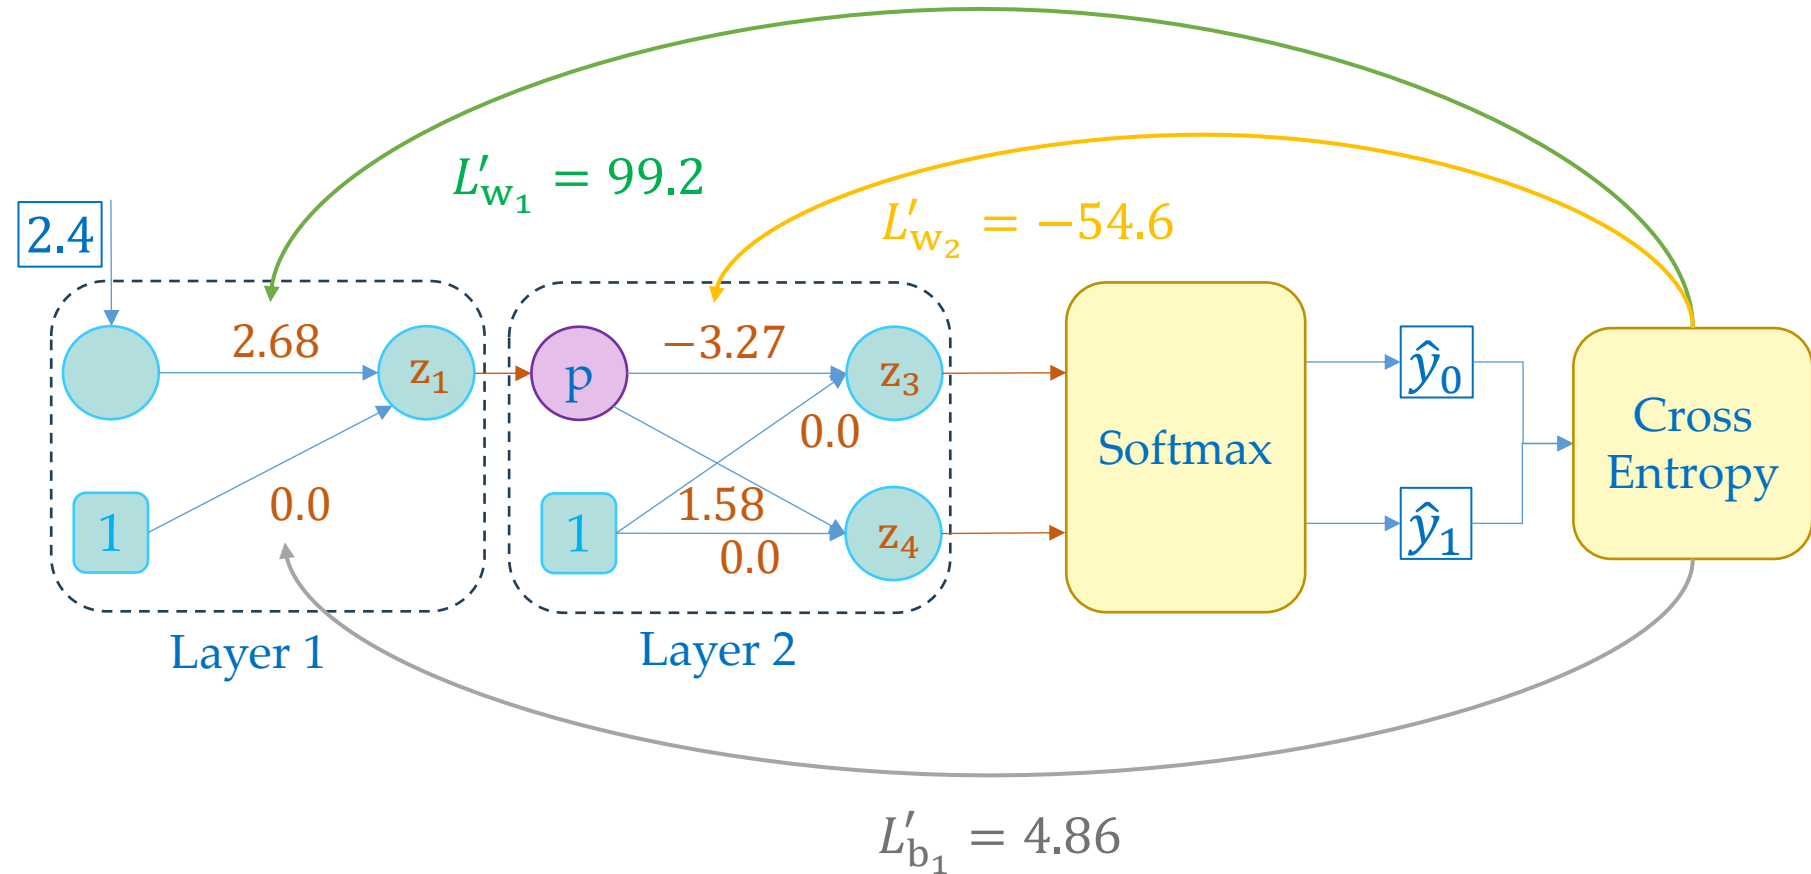 L′w₁ = 99.2
L′w₂ = −54.6
2.4
2.68
z₁
p
−3.27
z₃
0.0
ŷ₀
Softmax
Cross
Entropy
1
0.0
1
1.58
0.0
z₄
ŷ₁
Layer 1
Layer 2
L′b₁ = 4.86